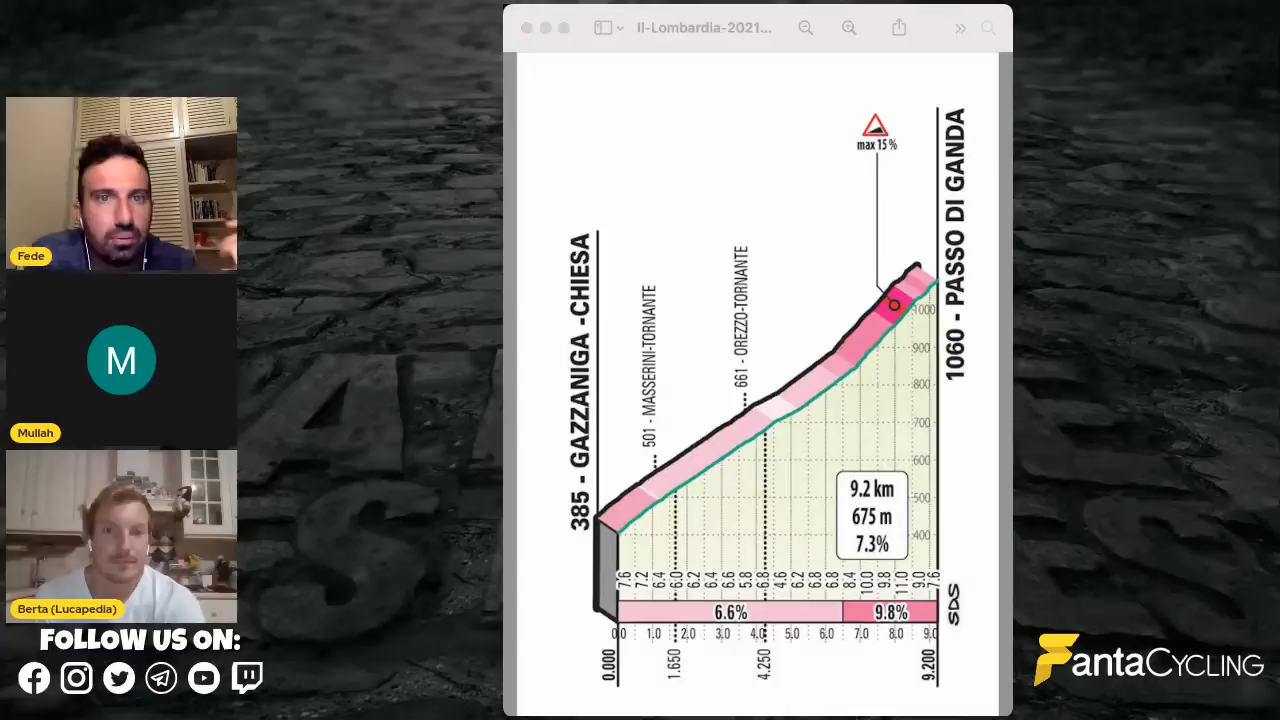 Il-Lombardia-2021...
Fede
M
Mullah
Berta (Lucapedia)
FOLLOW US ON:
max 15 %
385 - GAZZANIGA -CHIESA
501 - MASSERINI-TORNANTE
661 - OREZZO-TORNANTE
1060 - PASSO DI GANDA
1000
900
800
700
600
500
400
9.2 km
675 m
7.3%
7.6 7.2 6.4 6.0 6.2 6.4 6.6 5.8 6.8 4.6 6.2 6.8 6.8 8.4 10.0 9.8 11.0 9.0 7.6
6.6% 9.8%
SDS
0.0 1.0 2.0 3.0 4.0 5.0 6.0 7.0 8.0 9.0
0.000 1.650 4.250 9.200
FANTACYCLING